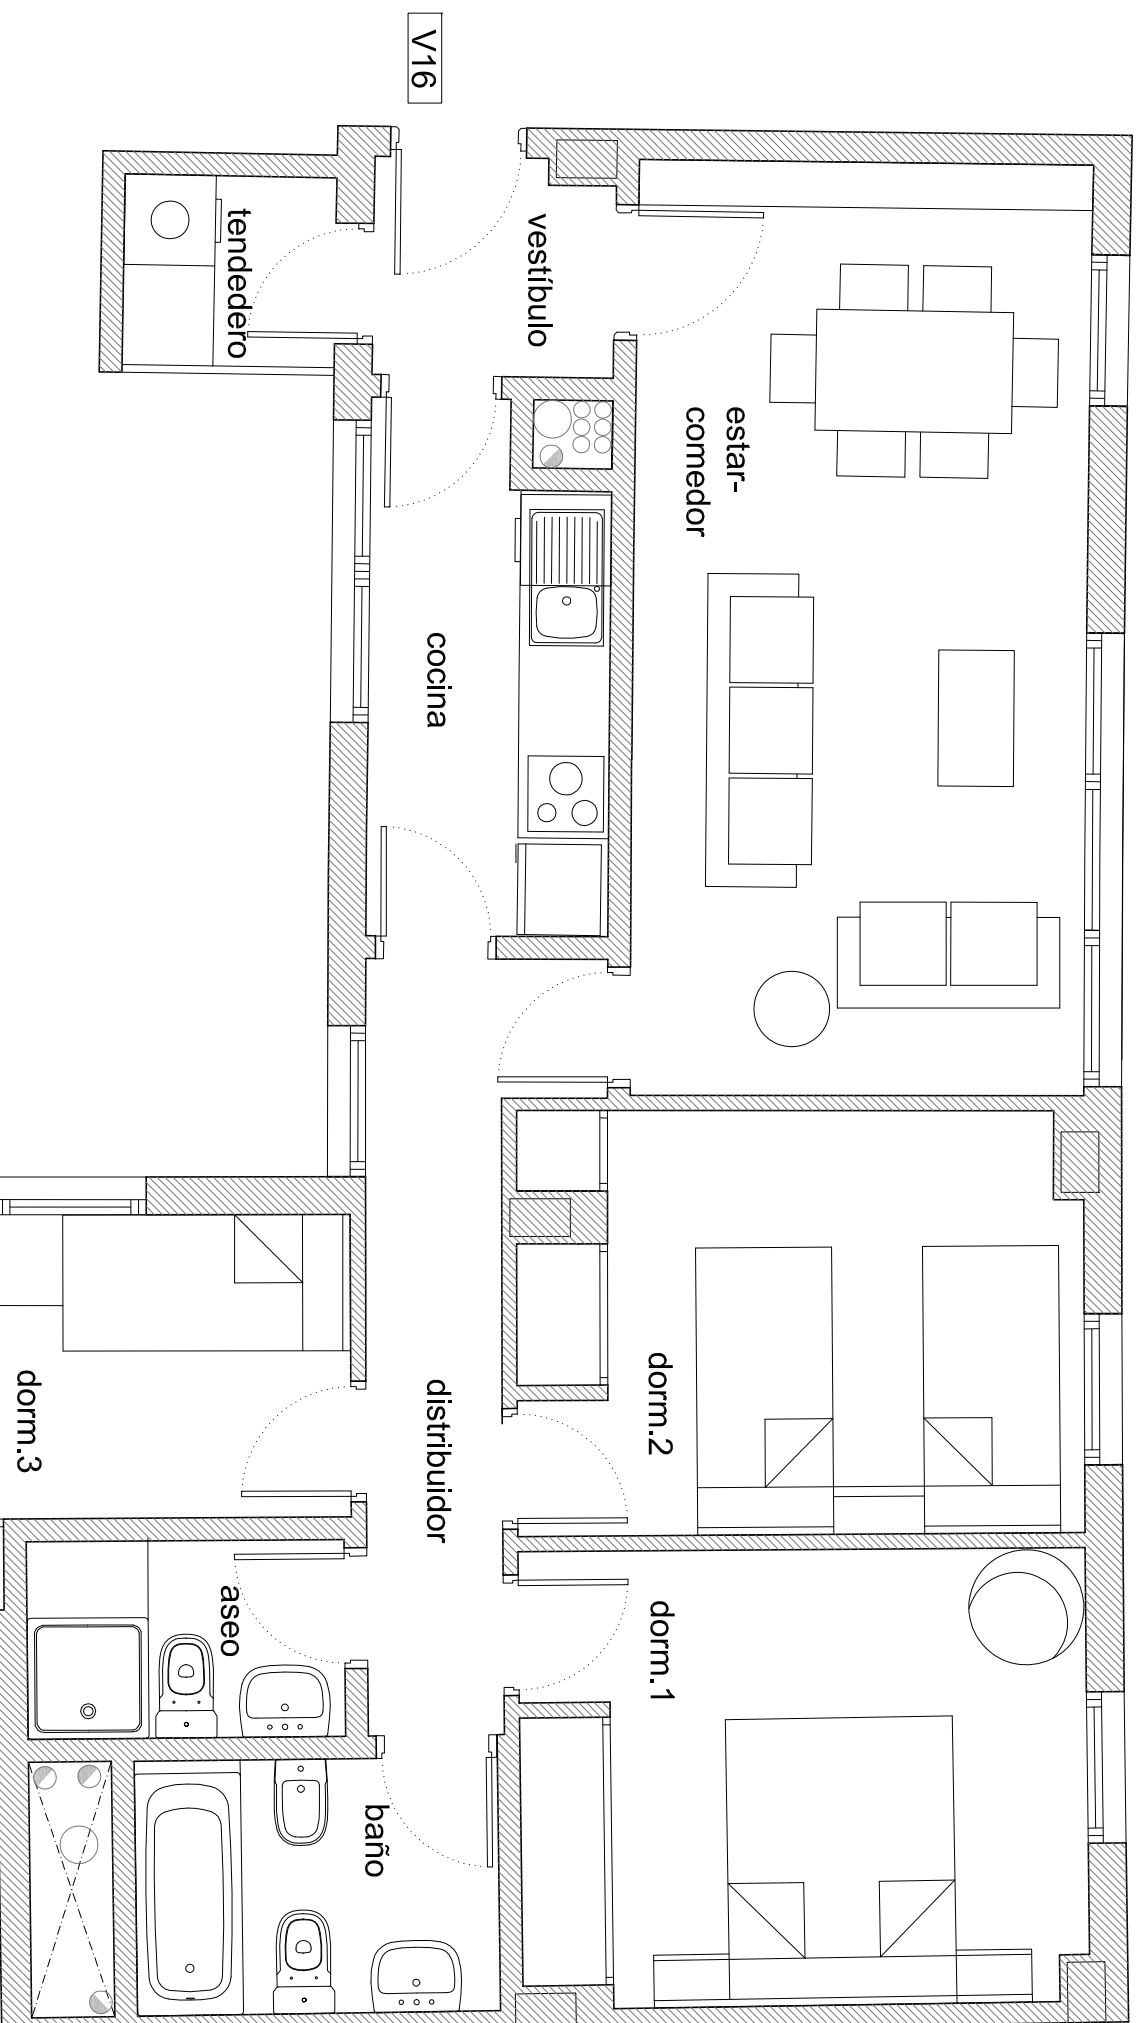 V16
tendedero
vestíbulo
estar-
comedor
cocina
distribuidor
dorm.2
dorm.3
dorm.1
aseo
baño